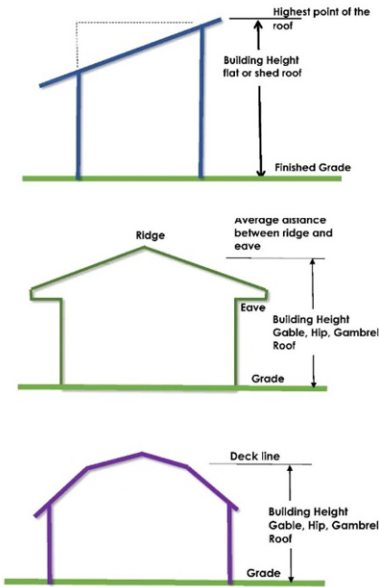 Highest point of the
roof
Building Height
flat or shed roof
Finished Grade
Average distance
between ridge and
eave
Ridge
Eave
Building Height
Gable, Hip, Gambrel
Roof
Grade
Deck line
Building Height
Gable, Hip, Gambrel
Roof
Grade